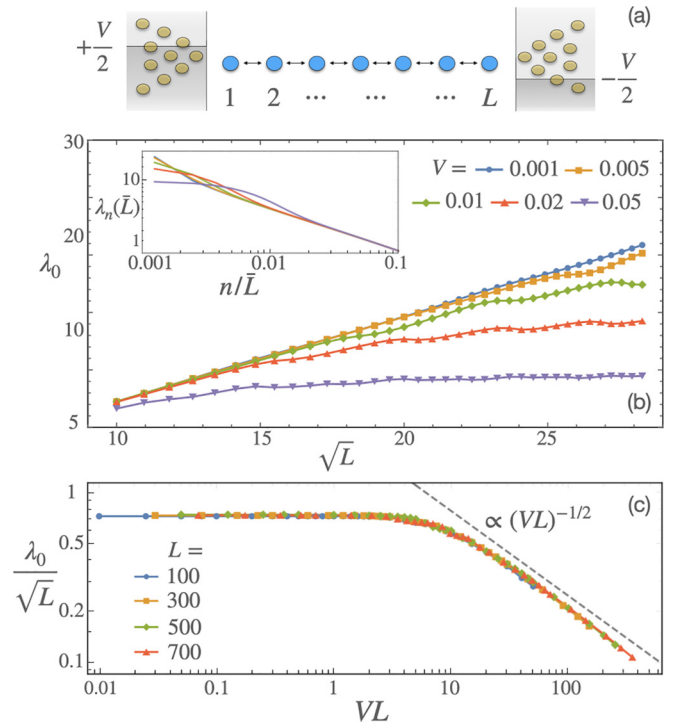 (a)
+V/2
−V/2
1 2 ... ... ... L
30
20
10
5
λ₀
10 15 20 25
√L
V = 0.001 0.005
0.01 0.02 0.05
(b)
λₙ(L̄)
10
1
0.001 0.01 0.1
n/L̄
(c)
∝ (VL)^{−1/2}
λ₀/√L
1
0.5
0.2
0.1
L =
100
300
500
700
0.01 0.1 1 10 100
VL